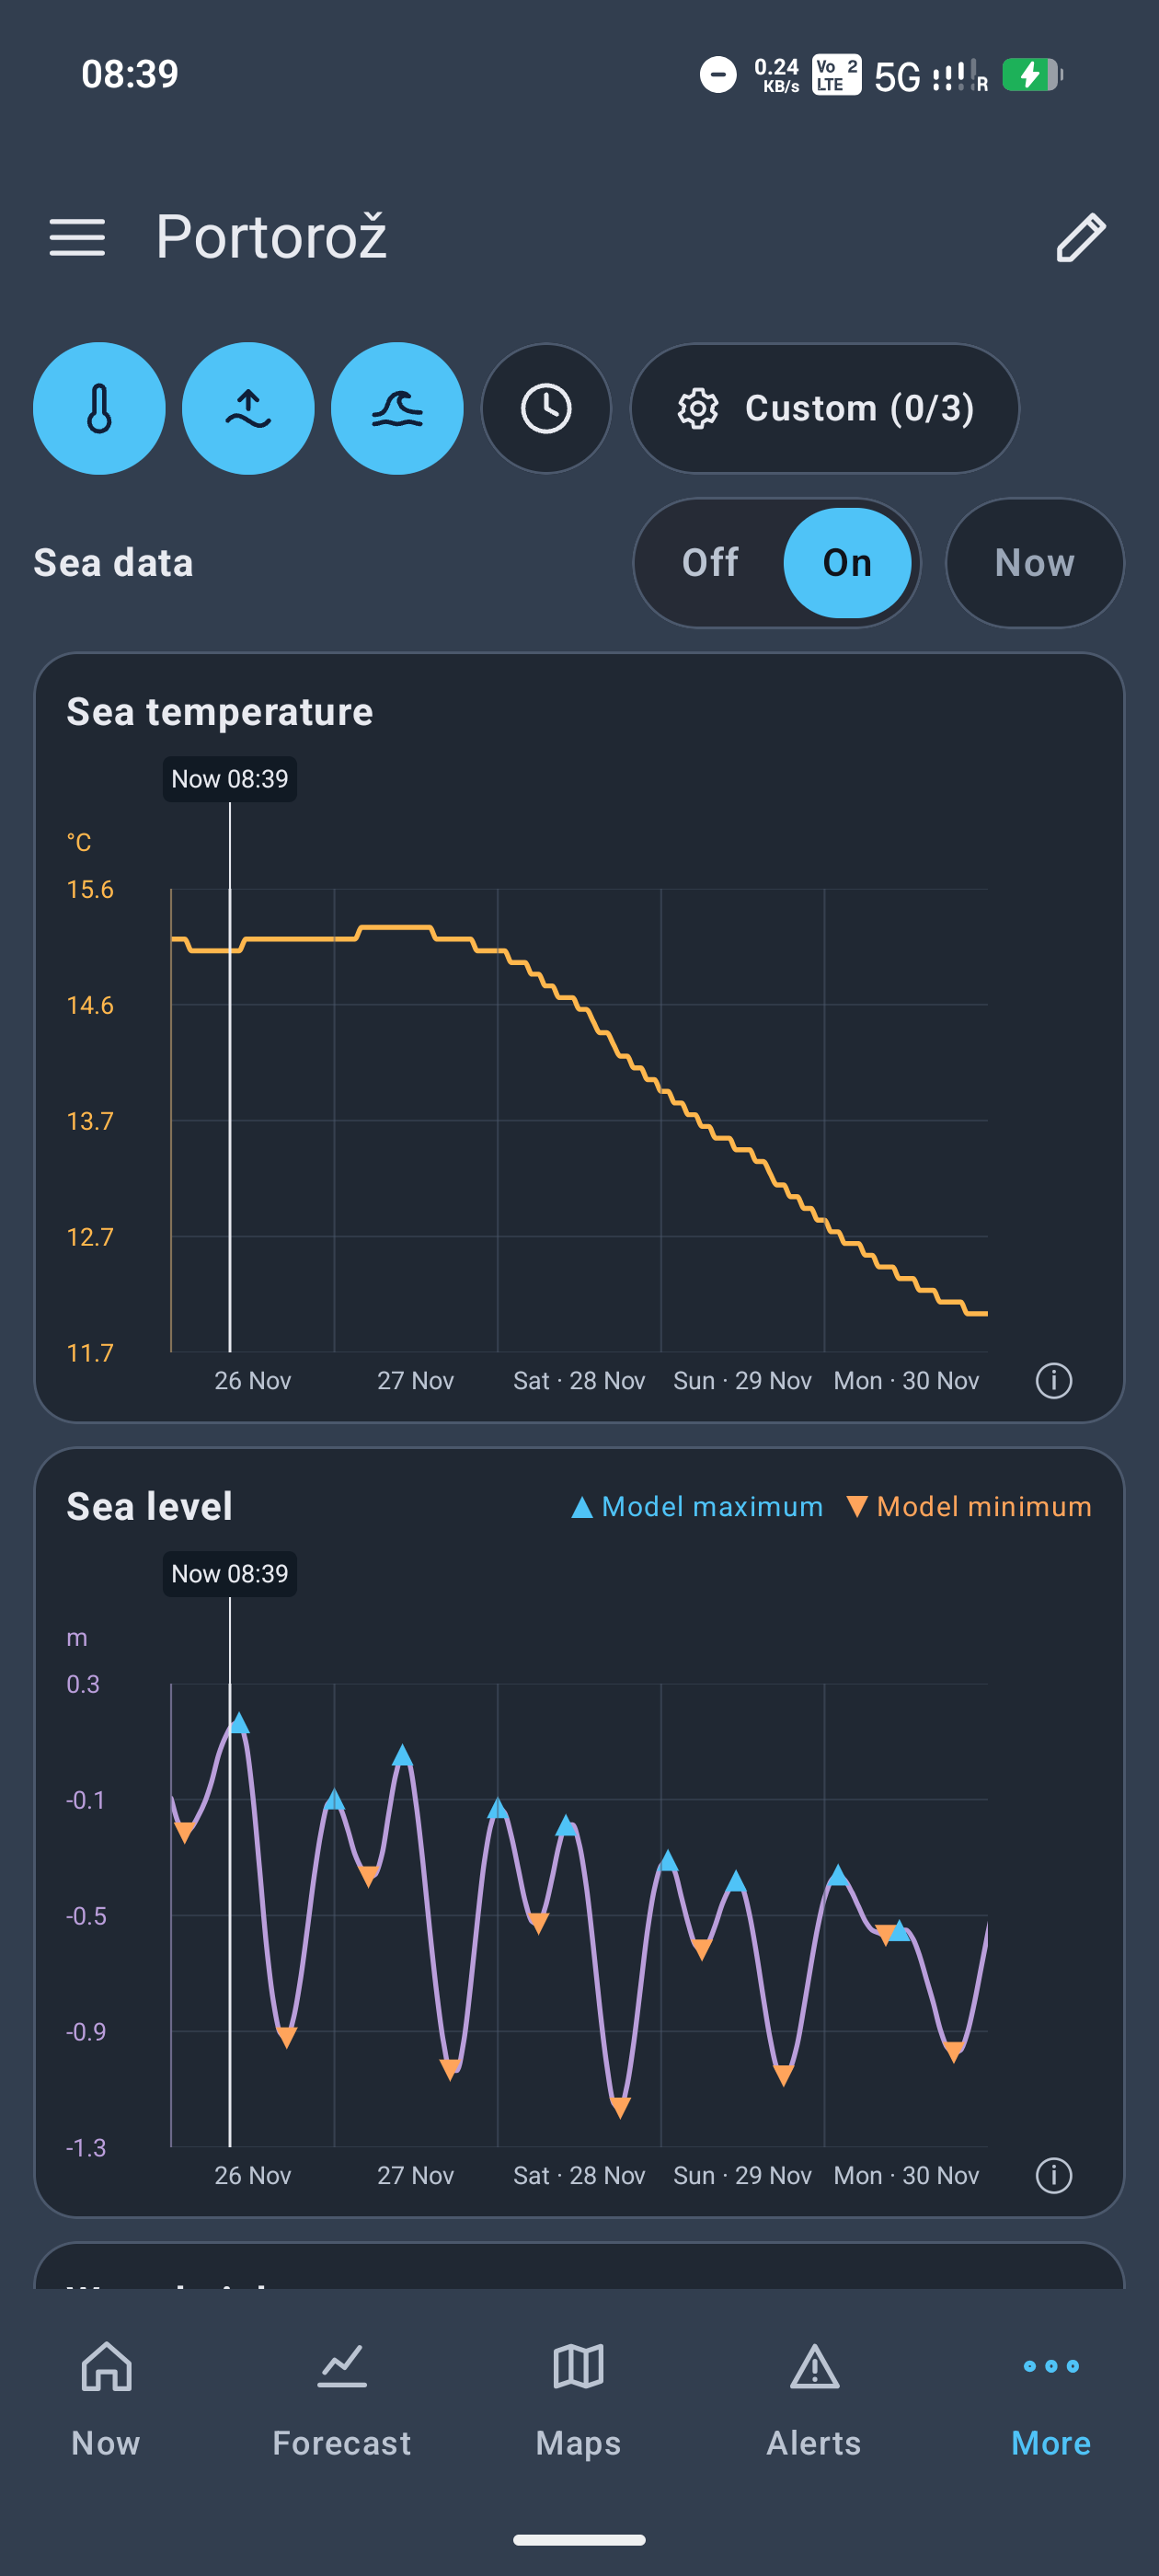 08:39
0.24
KB/s
Vo 2
LTE
5G
R
Portorož
Custom (0/3)
Sea data
Off
On
Now
Sea temperature
Now 08:39
°C
15.6
14.6
13.7
12.7
11.7
26 Nov
27 Nov
Sat · 28 Nov
Sun · 29 Nov
Mon · 30 Nov
Sea level
Model maximum
Model minimum
Now 08:39
m
0.3
-0.1
-0.5
-0.9
-1.3
26 Nov
27 Nov
Sat · 28 Nov
Sun · 29 Nov
Mon · 30 Nov
Now
Forecast
Maps
Alerts
More